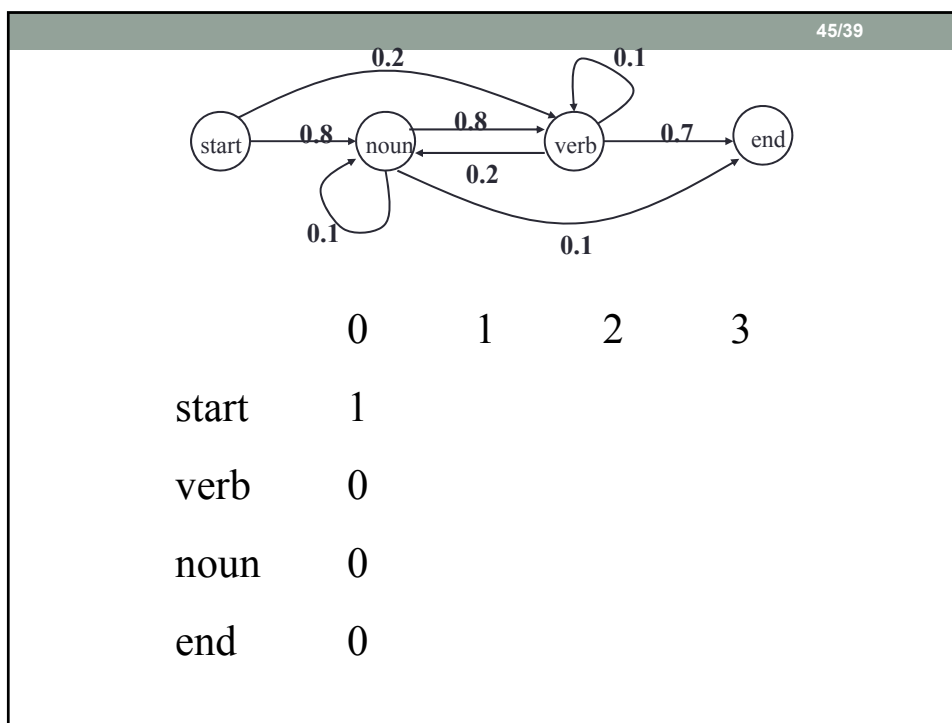 45/39
0.2 0.1
start 0.8 noun 0.8 verb 0.7 end
0.2
0.1 0.1
0 1 2 3
start 1
verb 0
noun 0
end 0